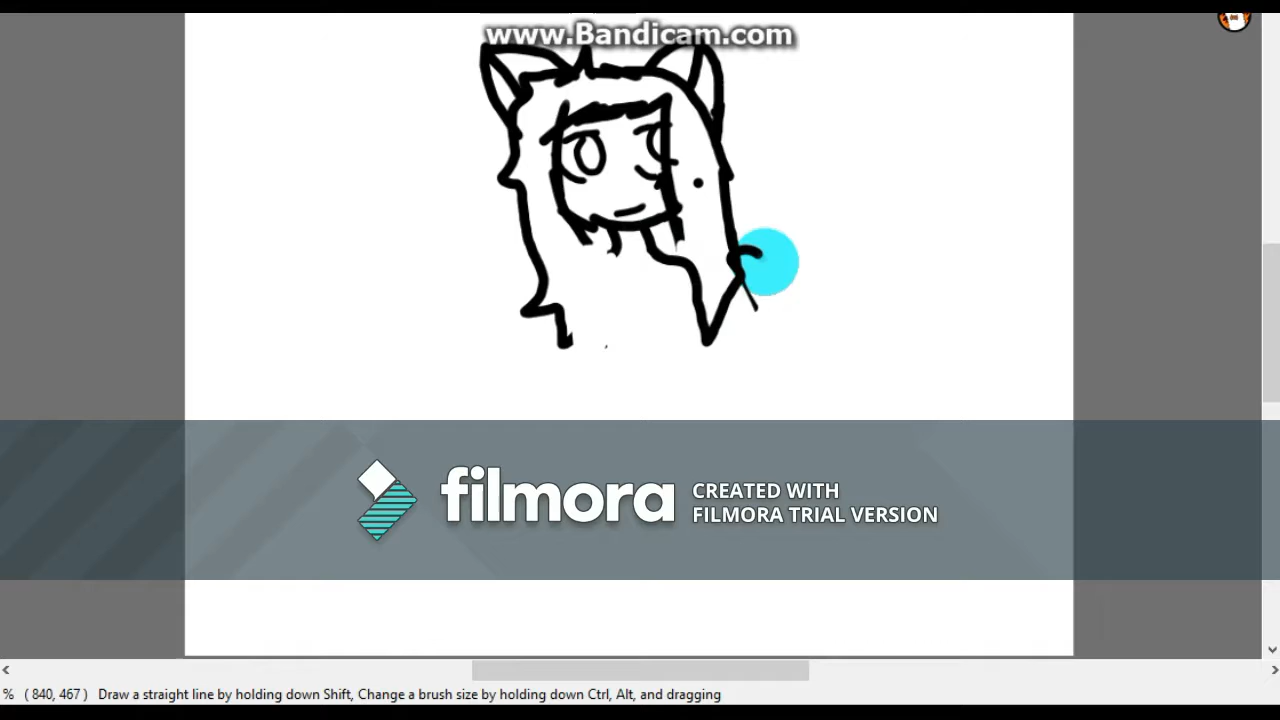 www.Bandicam.com
filmora
CREATED WITH
FILMORA TRIAL VERSION
% ( 840, 467 ) Draw a straight line by holding down Shift, Change a brush size by holding down Ctrl, Alt, and dragging